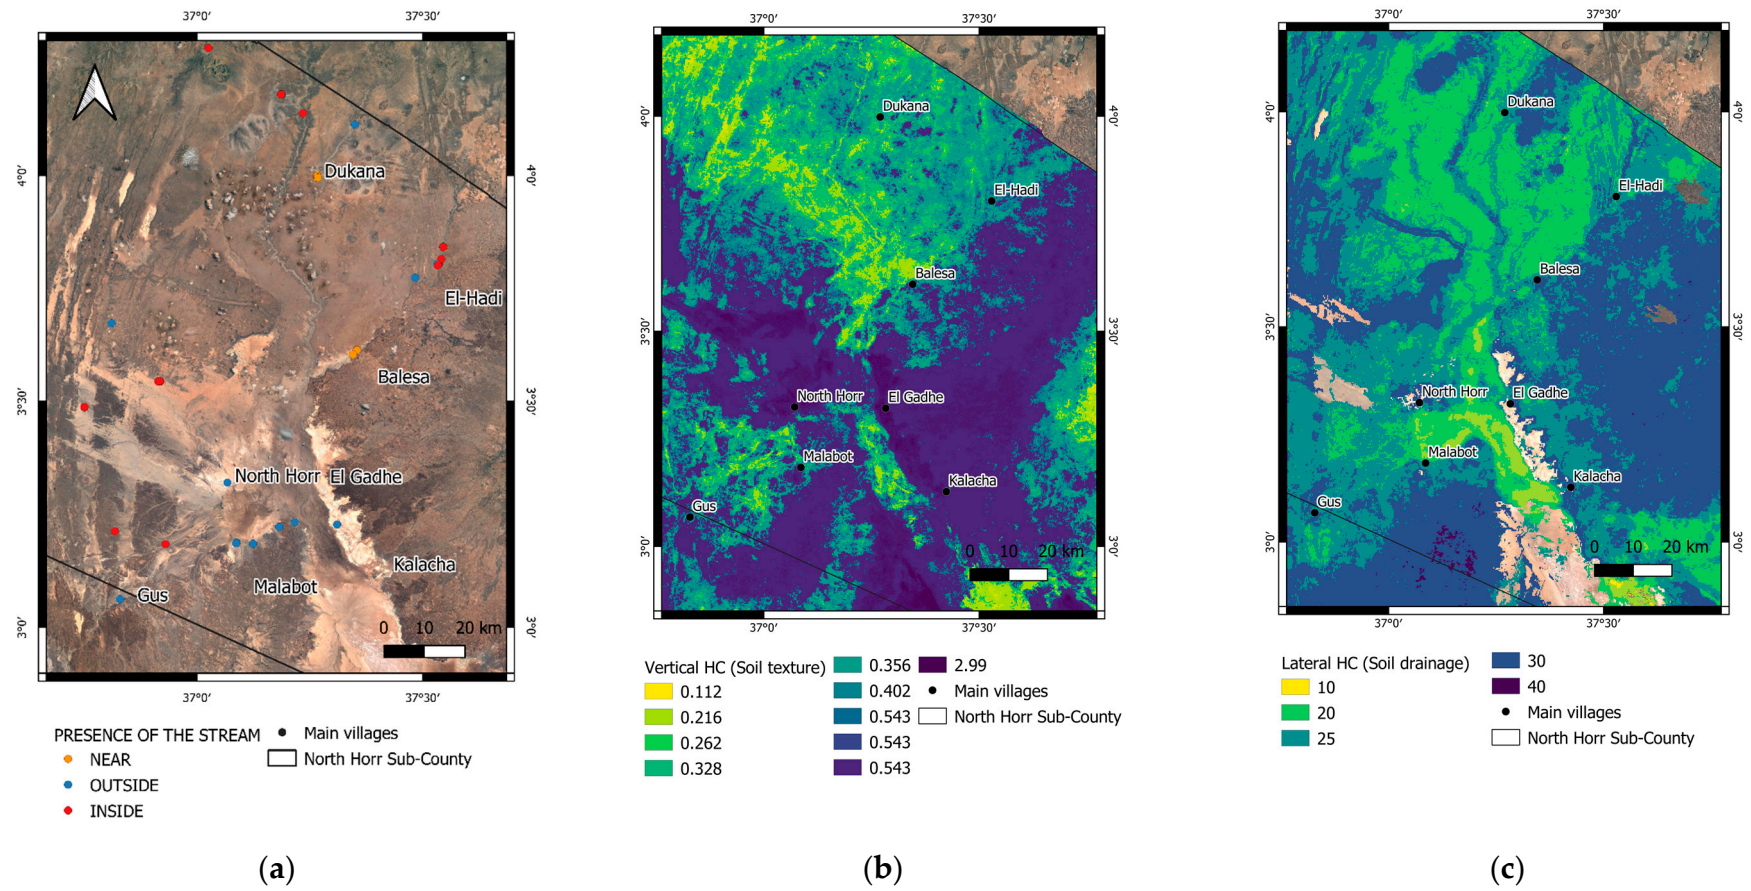 37°0'
37°30'
4°0'
4°0'
3°30'
3°30'
3°0'
3°0'
Dukana
El-Hadi
Balesa
North Horr
El Gadhe
Kalacha
Malabot
Gus
0 10 20 km
37°0'
37°30'
PRESENCE OF THE STREAM
NEAR
OUTSIDE
INSIDE
Main villages
North Horr Sub-County
(a)
37°0'
37°30'
4°0'
4°0'
3°30'
3°30'
3°0'
3°0'
Dukana
El-Hadi
Balesa
North Horr
El Gadhe
Malabot
Kalacha
Gus
0 10 20 km
37°0'
37°30'
Vertical HC (Soil texture)
0.112
0.216
0.262
0.328
0.356
0.402
0.543
0.543
0.543
2.99
Main villages
North Horr Sub-County
(b)
37°0'
37°30'
4°0'
4°0'
3°30'
3°30'
3°0'
3°0'
Dukana
El-Hadi
Balesa
North Horr
El Gadhe
Malabot
Kalacha
Gus
0 10 20 km
37°0'
37°30'
Lateral HC (Soil drainage)
10
20
25
30
40
Main villages
North Horr Sub-County
(c)